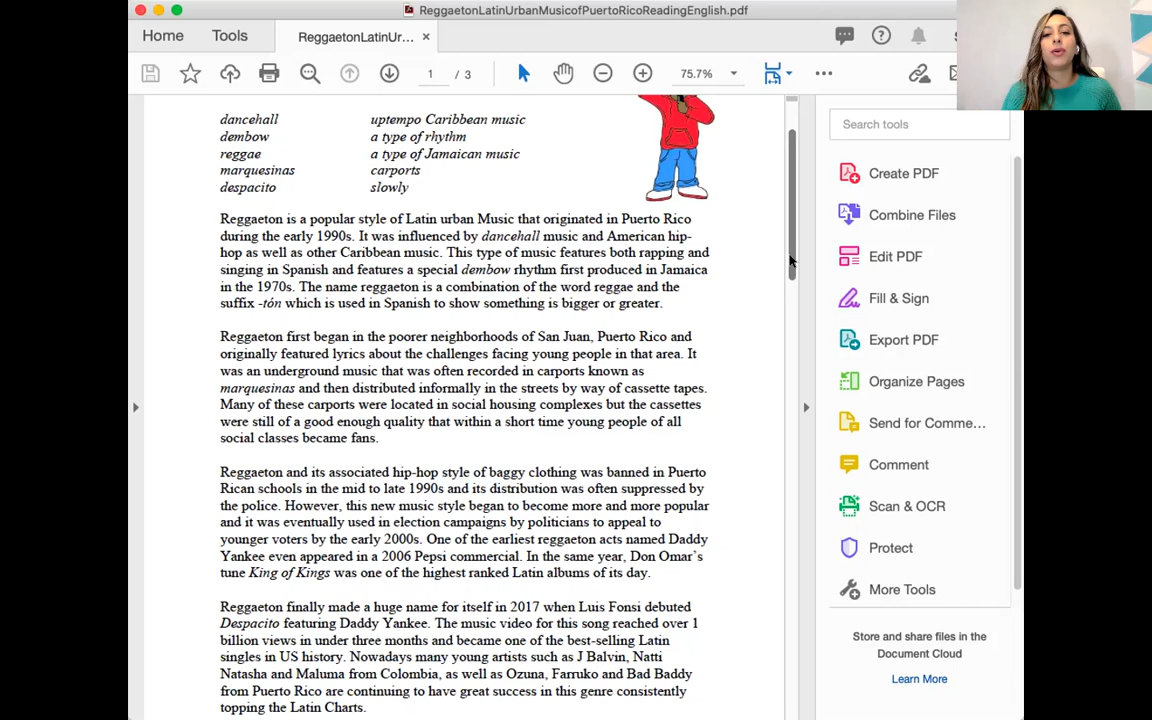 ReggaetonLatinUrbanMusicofPuertoRicoReadingEnglish.pdf
Home Tools ReggaetonLatinUr... ×
1 / 3 75.7%
dancehall uptempo Caribbean music
dembow a type of rhythm
reggae a type of Jamaican music
marquesinas carports
despacito slowly
Reggaeton is a popular style of Latin urban Music that originated in Puerto Rico
during the early 1990s. It was influenced by dancehall music and American hip-
hop as well as other Caribbean music. This type of music features both rapping and
singing in Spanish and features a special dembow rhythm first produced in Jamaica
in the 1970s. The name reggaeton is a combination of the word reggae and the
suffix -tón which is used in Spanish to show something is bigger or greater.
Reggaeton first began in the poorer neighborhoods of San Juan, Puerto Rico and
originally featured lyrics about the challenges facing young people in that area. It
was an underground music that was often recorded in carports known as
marquesinas and then distributed informally in the streets by way of cassette tapes.
Many of these carports were located in social housing complexes but the cassettes
were still of a good enough quality that within a short time young people of all
social classes became fans.
Reggaeton and its associated hip-hop style of baggy clothing was banned in Puerto
Rican schools in the mid to late 1990s and its distribution was often suppressed by
the police. However, this new music style began to become more and more popular
and it was eventually used in election campaigns by politicians to appeal to
younger voters by the early 2000s. One of the earliest reggaeton acts named Daddy
Yankee even appeared in a 2006 Pepsi commercial. In the same year, Don Omar's
tune King of Kings was one of the highest ranked Latin albums of its day.
Reggaeton finally made a huge name for itself in 2017 when Luis Fonsi debuted
Despacito featuring Daddy Yankee. The music video for this song reached over 1
billion views in under three months and became one of the best-selling Latin
singles in US history. Nowadays many young artists such as J Balvin, Natti
Natasha and Maluma from Colombia, as well as Ozuna, Farruko and Bad Baddy
from Puerto Rico are continuing to have great success in this genre consistently
topping the Latin Charts.
Search tools
Create PDF
Combine Files
Edit PDF
Fill & Sign
Export PDF
Organize Pages
Send for Comme...
Comment
Scan & OCR
Protect
More Tools
Store and share files in the
Document Cloud
Learn More